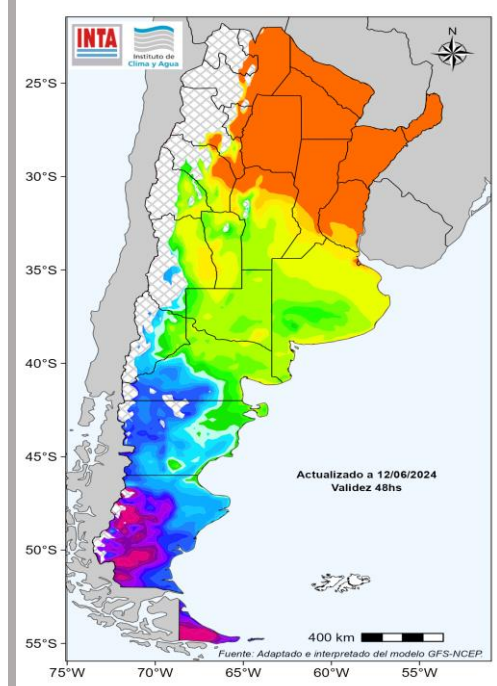 INTA
Instituto de
Clima y Agua
N
25°S
30°S
35°S
40°S
45°S
50°S
55°S
Actualizado a 12/06/2024
Validez 48hs
400 km
Fuente: Adaptado e interpretado del modelo GFS-NCEP.
75°W
70°W
65°W
60°W
55°W